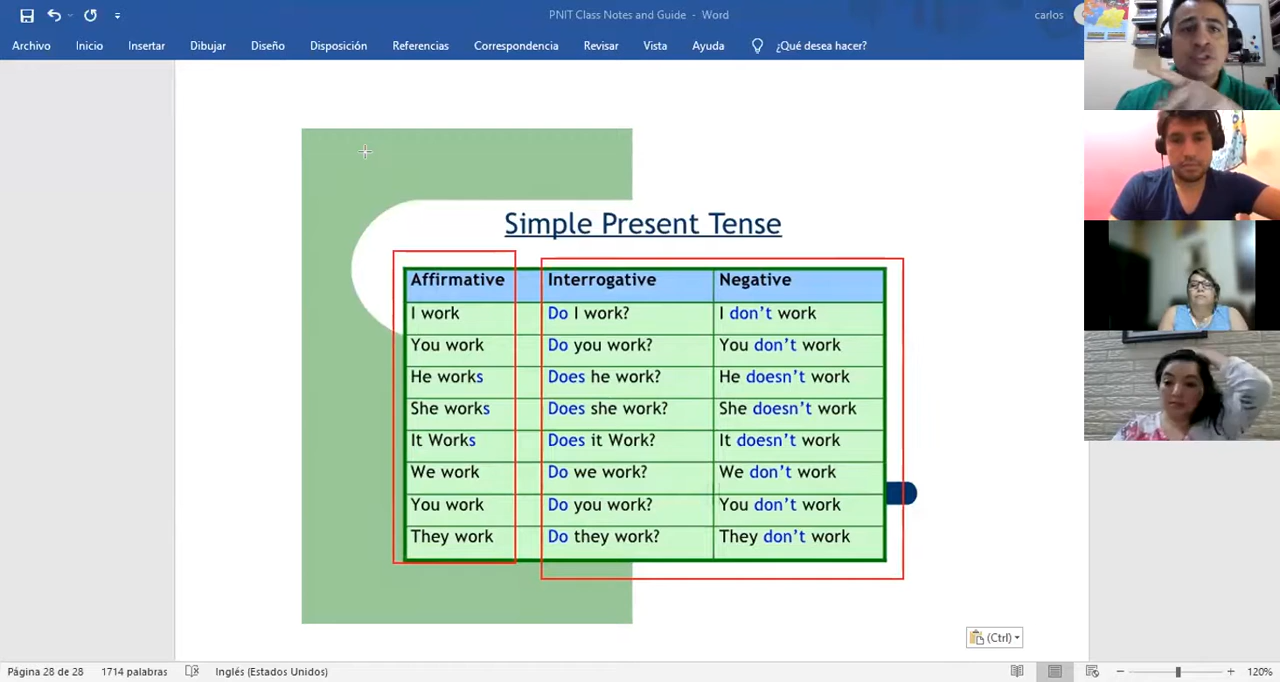 PNIT Class Notes and Guide - Word
carlos
Archivo Inicio Insertar Dibujar Diseño Disposición Referencias Correspondencia Revisar Vista Ayuda ¿Qué desea hacer?
Simple Present Tense
Affirmative Interrogative Negative
I work Do I work? I don't work
You work Do you work? You don't work
He works Does he work? He doesn't work
She works Does she work? She doesn't work
It Works Does it Work? It doesn't work
We work Do we work? We don't work
You work Do you work? You don't work
They work Do they work? They don't work
(Ctrl)
Página 28 de 28 1714 palabras Inglés (Estados Unidos) 120%